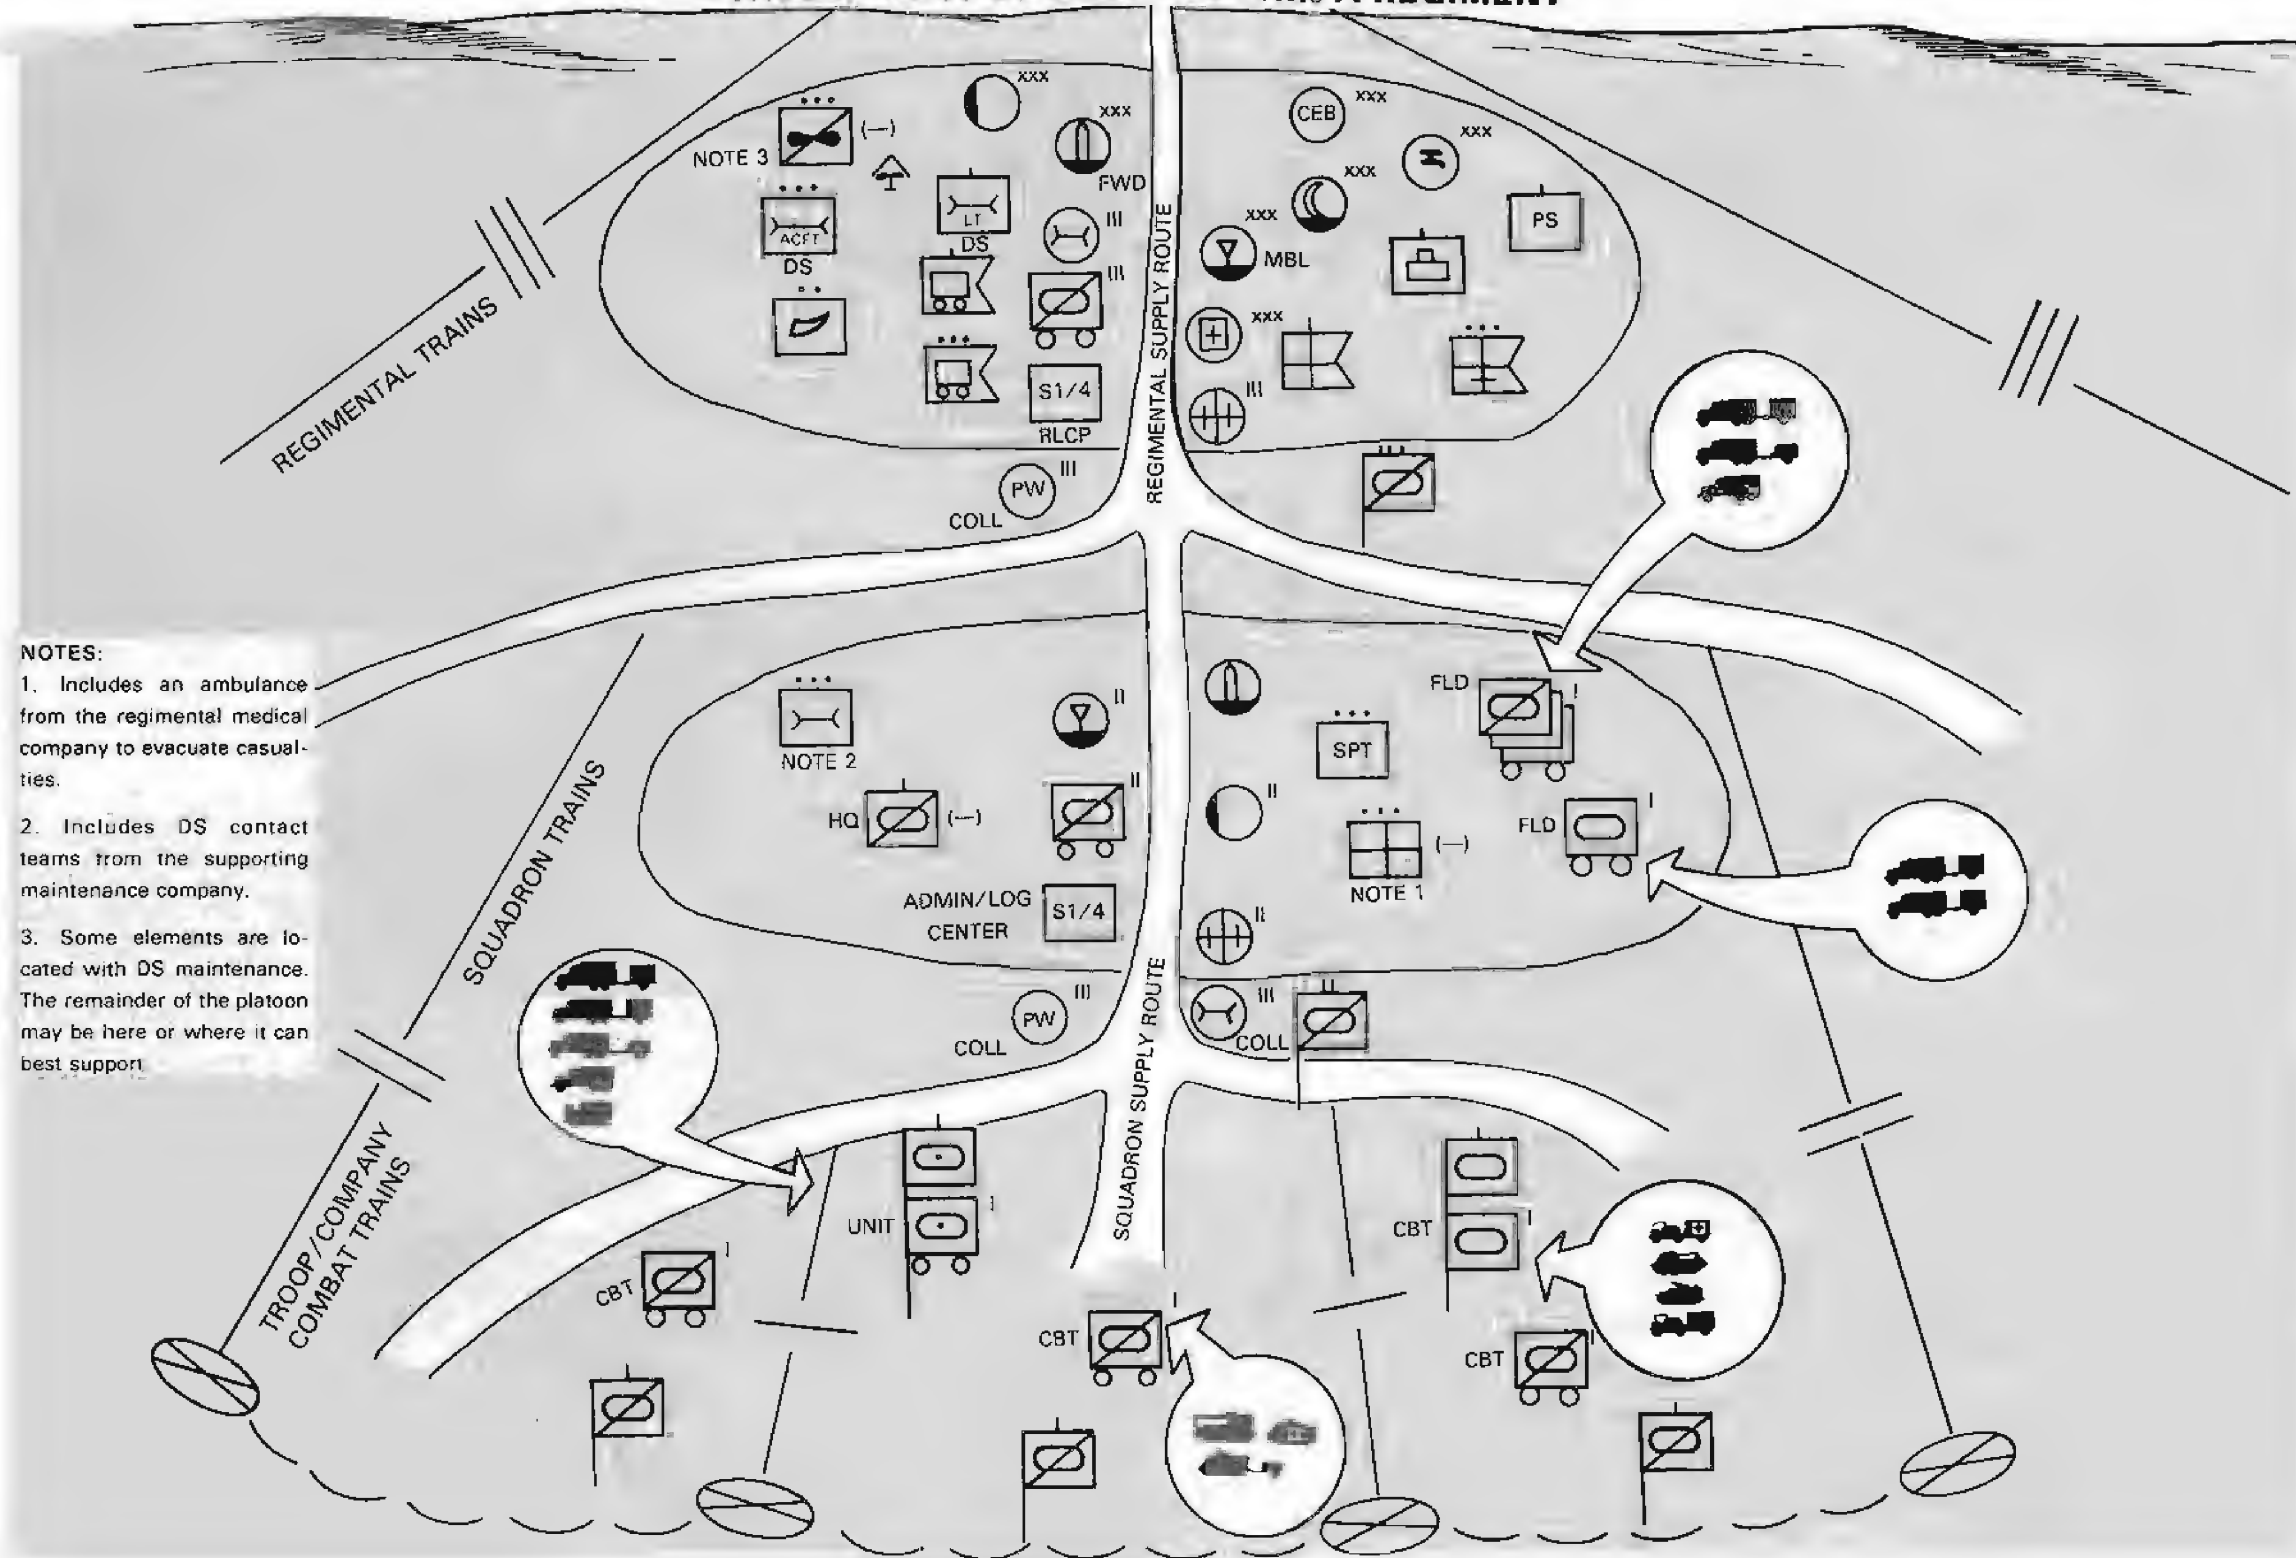 REGIMENT
xxx
xxx
CEB xxx
xxx
xxx
xxx
NOTE 3
(—)
FWD
LT
DS
ACFT
DS
III
III
MBL
PS
xxx
III
S1/4
RLCP
REGIMENTAL SUPPLY ROUTE
REGIMENTAL TRAINS
PW III
COLL
NOTES:
1. Includes an ambulance
from the regimental medical
company to evacuate casual-
ties.
2. Includes DS contact
teams from the supporting
maintenance company.
3. Some elements are lo-
cated with DS maintenance.
The remainder of the platoon
may be here or where it can
best support
SQUADRON TRAINS
NOTE 2
II
HQ (—)
II
ADMIN/LOG
CENTER
S1/4
SPT
FLD I
II
(—)
NOTE 1
FLD I
II
PW III
COLL
III
COLL
SQUADRON SUPPLY ROUTE
TROOP/COMPANY
COMBAT TRAINS
UNIT I
CBT I
CBT I
CBT I
CBT I